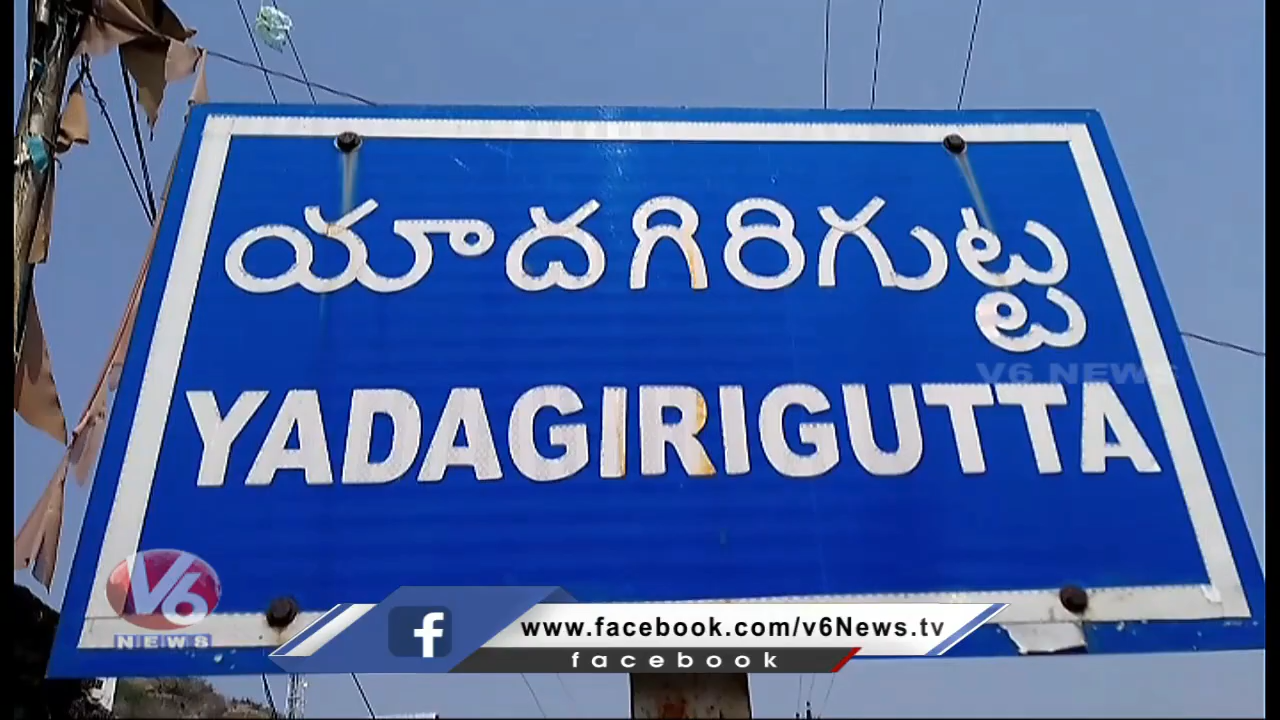 యాదగిరిగుట్ట
V6 NEWS
YADAGIRIGUTTA
V6
NEWS
www.facebook.com/v6News.tv
facebook